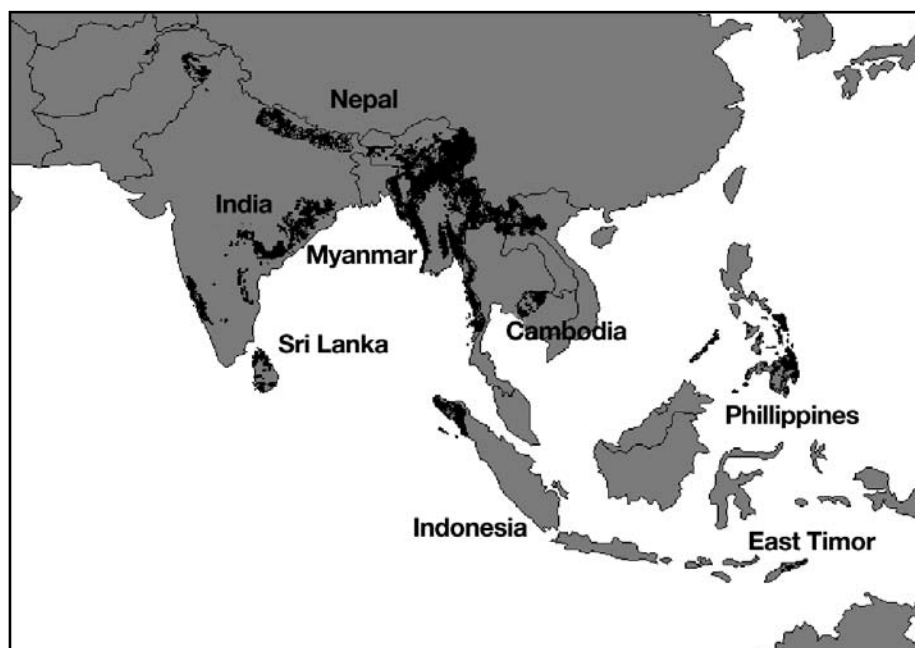 Nepal
India
Myanmar
Cambodia
Sri Lanka
Phillippines
Indonesia
East Timor